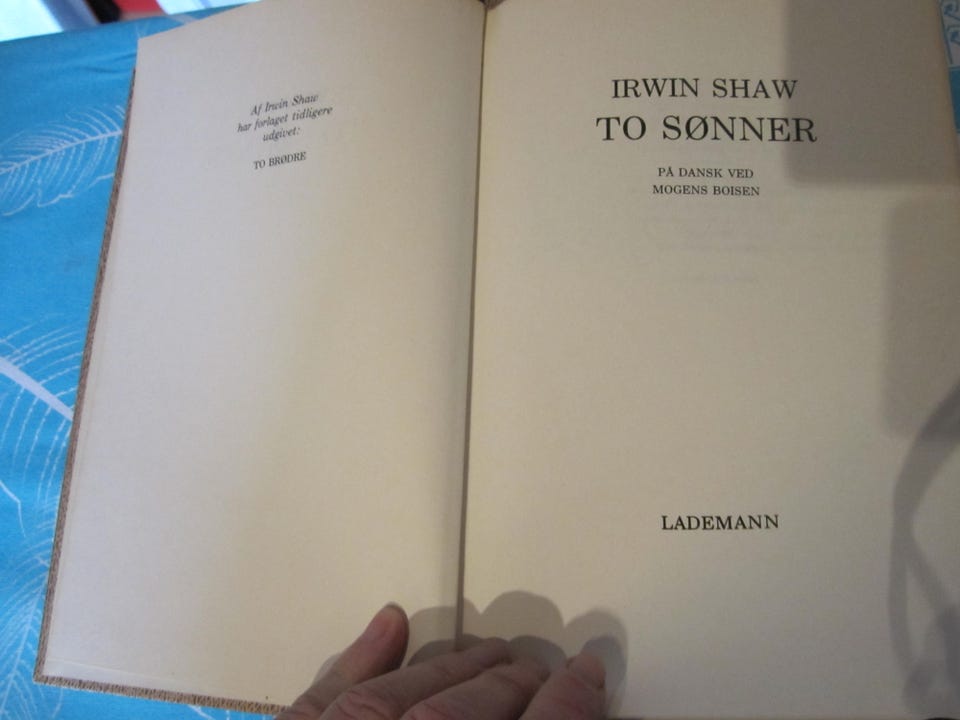 Af Irwin Shaw
har forlaget tidligere
udgivet:
TO BRØDRE
IRWIN SHAW
TO SØNNER
PÅ DANSK VED
MOGENS BOISEN
LADEMANN